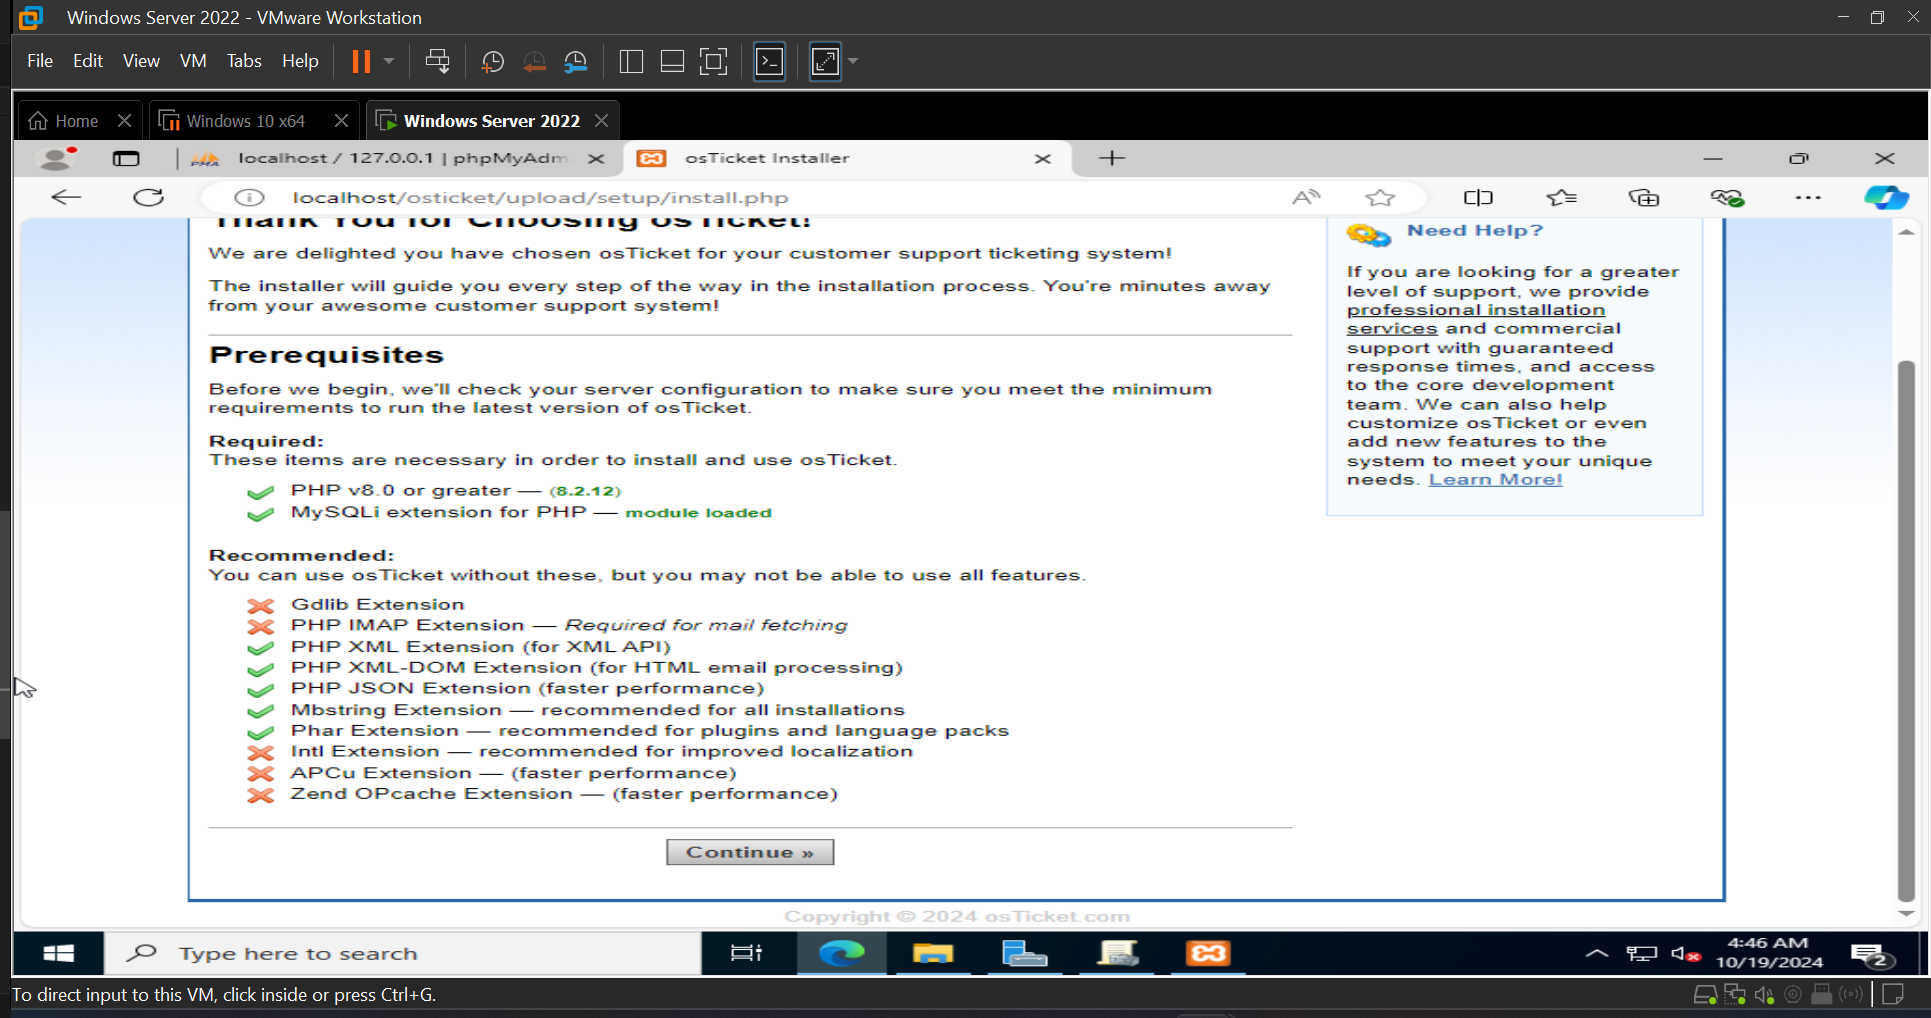 Windows Server 2022 - VMware Workstation
File Edit View VM Tabs Help
Home Windows 10 x64 Windows Server 2022
PMA localhost / 127.0.0.1 | phpMyAdm osTicket Installer
localhost/osticket/upload/setup/install.php
Thank You for Choosing osTicket!
We are delighted you have chosen osTicket for your customer support ticketing system!
The installer will guide you every step of the way in the installation process. You're minutes away
from your awesome customer support system!
Prerequisites
Before we begin, we'll check your server configuration to make sure you meet the minimum
requirements to run the latest version of osTicket.
Required:
These items are necessary in order to install and use osTicket.
PHP v8.0 or greater — (8.2.12)
MySQLi extension for PHP — module loaded
Recommended:
You can use osTicket without these, but you may not be able to use all features.
Gdlib Extension
PHP IMAP Extension — Required for mail fetching
PHP XML Extension (for XML API)
PHP XML-DOM Extension (for HTML email processing)
PHP JSON Extension (faster performance)
Mbstring Extension — recommended for all installations
Phar Extension — recommended for plugins and language packs
Intl Extension — recommended for improved localization
APCu Extension — (faster performance)
Zend OPcache Extension — (faster performance)
Continue »
Need Help?
If you are looking for a greater
level of support, we provide
professional installation
services and commercial
support with guaranteed
response times, and access
to the core development
team. We can also help
customize osTicket or even
add new features to the
system to meet your unique
needs. Learn More!
Copyright © 2024 osTicket.com
Type here to search
4:46 AM
10/19/2024
2
To direct input to this VM, click inside or press Ctrl+G.